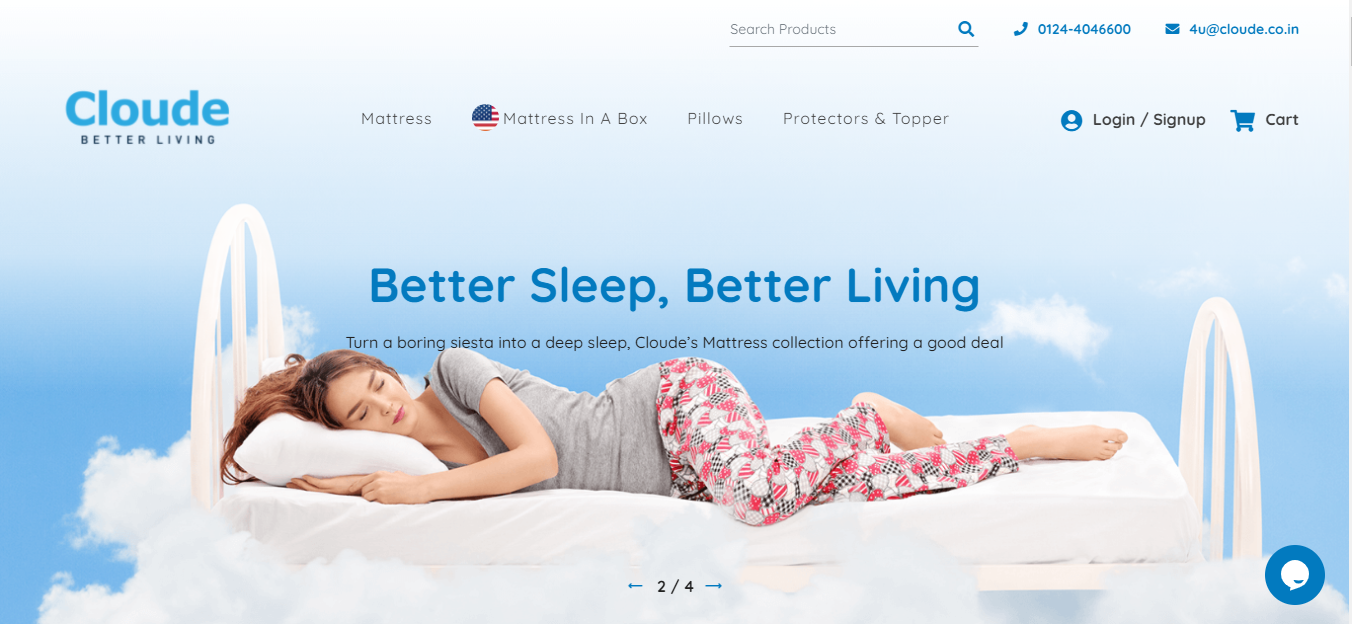 Search Products
0124-4046600
4u@cloude.co.in
Cloude
BETTER LIVING
Mattress
Mattress In A Box
Pillows
Protectors & Topper
Login / Signup
Cart
Better Sleep, Better Living
Turn a boring siesta into a deep sleep, Cloude's Mattress collection offering a good deal
← 2 / 4 →